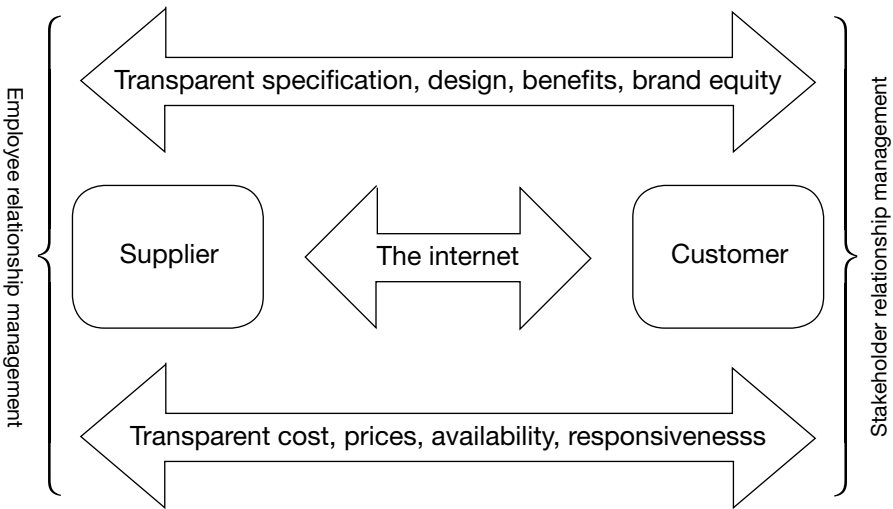 Transparent specification, design, benefits, brand equity
Employee relationship management
Supplier
The internet
Customer
Stakeholder relationship management
Transparent cost, prices, availability, responsivenesss